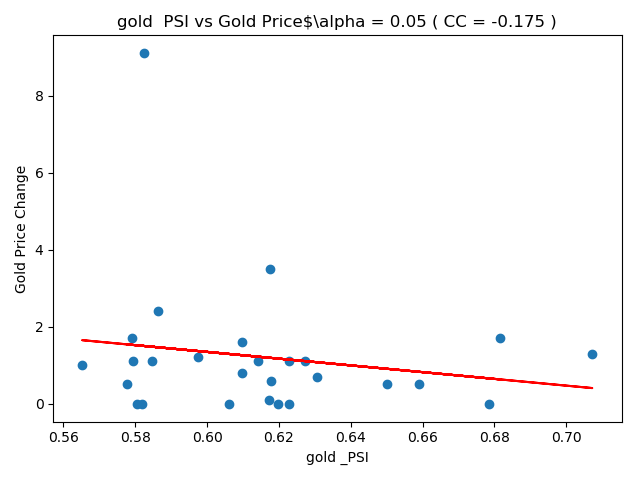 gold  PSI vs Gold Price$\alpha = 0.05 ( CC = -0.175 )
Gold Price Change
8
6
4
2
0
0.56 0.58 0.60 0.62 0.64 0.66 0.68 0.70
gold _PSI